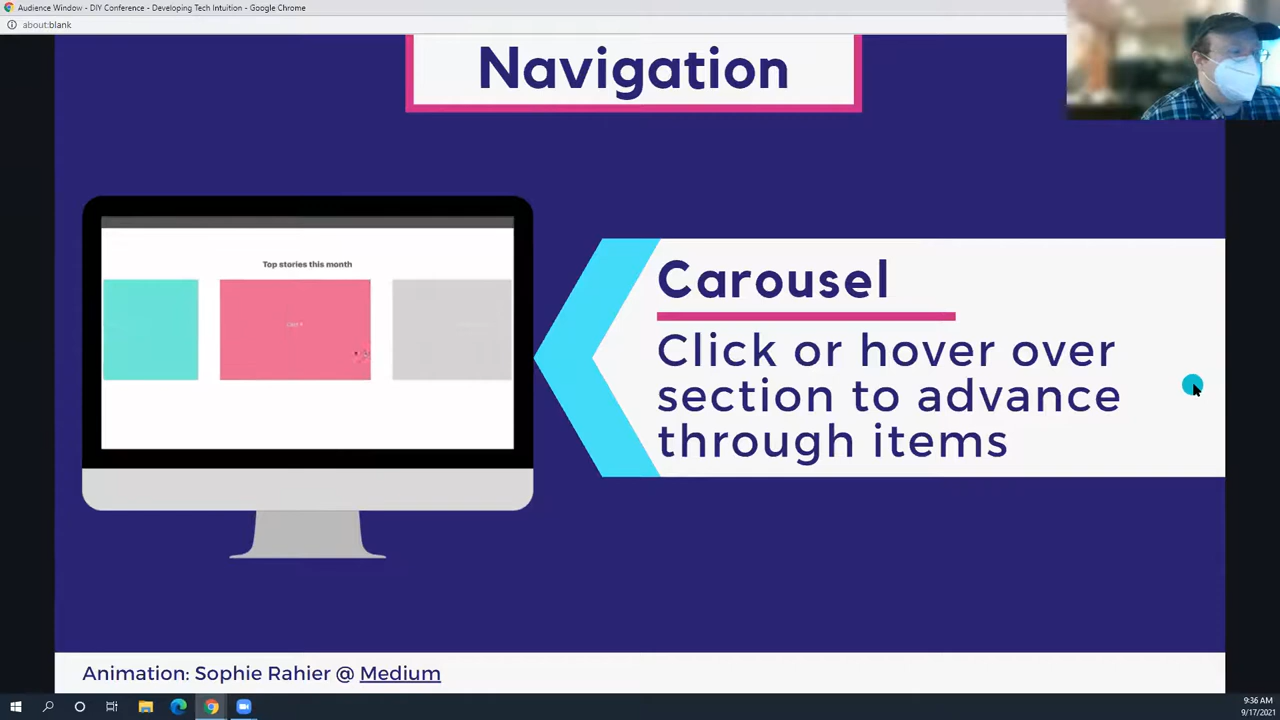 Audience Window - DIY Conference - Developing Tech Intuition - Google Chrome
about:blank
Navigation
Top stories this month
Carousel
Click or hover over
section to advance
through items
Animation: Sophie Rahier @ Medium
9:36 AM
9/17/2021